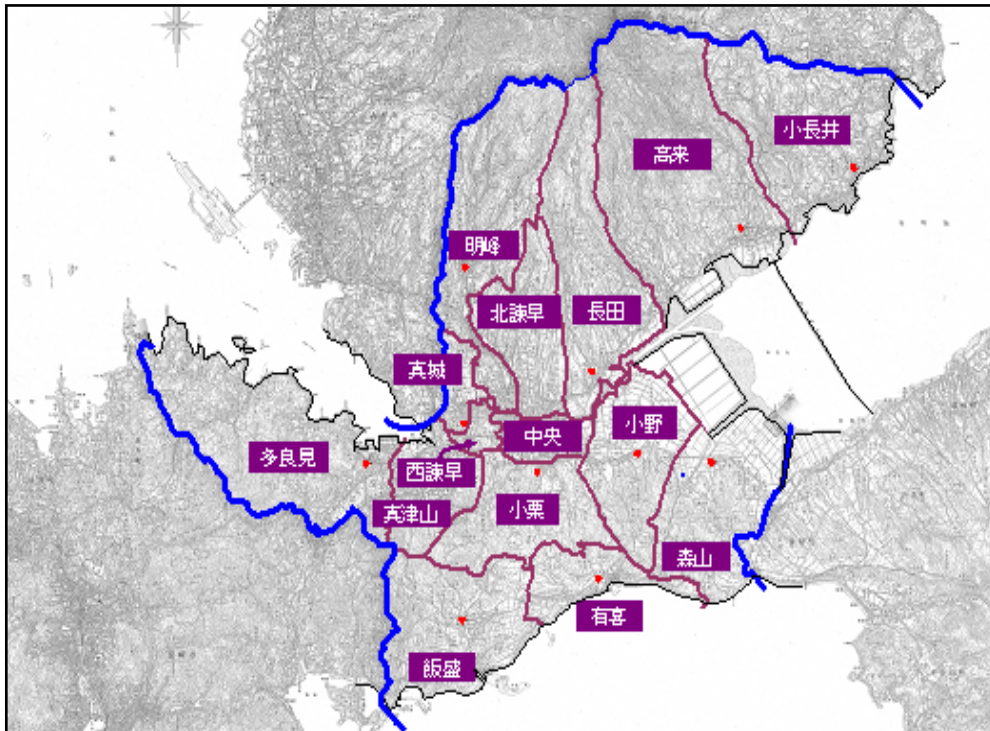 小長井
高来
明峰
北諫早
長田
真城
小野
中央
多良見
西諫早
真津山
小栗
森山
有喜
飯盛